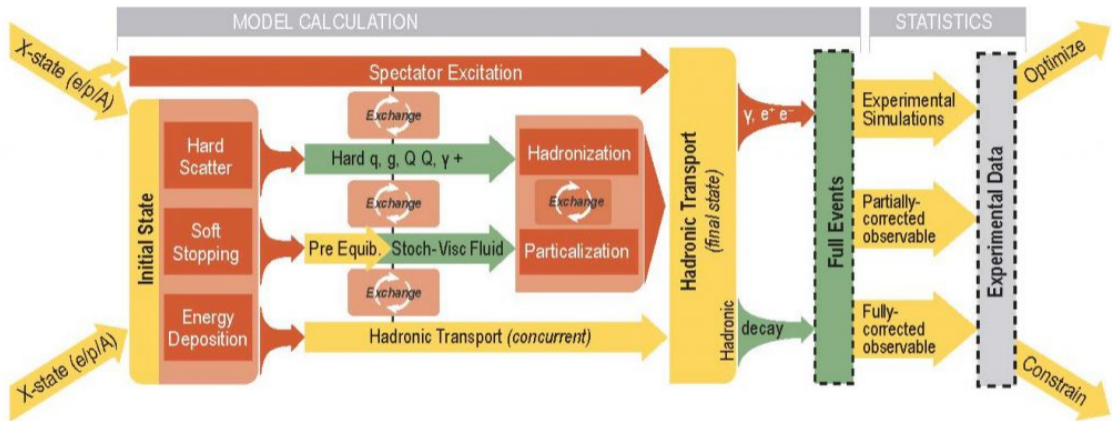 MODEL CALCULATION
STATISTICS
X-state (e/p/A)
Optimize
Spectator Excitation
Exchange
γ, e⁺ e⁻
Experimental
Simulations
Hard
Scatter
Hard q, g, Q Q, γ +
Hadronization
Initial State
Exchange
Exchange
Hadronic Transport
(final state)
Full Events
Partially-
corrected
observable
Experimental Data
Soft
Stopping
Pre Equib.
Stoch-Visc Fluid
Particalization
Exchange
Energy
Deposition
Hadronic Transport (concurrent)
Hadronic
decay
Fully-
corrected
observable
X-state (e/p/A)
Constrain